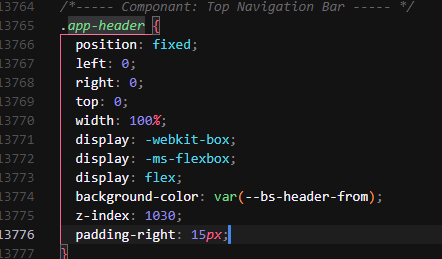 13764 /*----- Componant: Top Navigation Bar ----- */
13765 .app-header {
13766 position: fixed;
13767 left: 0;
13768 right: 0;
13769 top: 0;
13770 width: 100%;
13771 display: -webkit-box;
13772 display: -ms-flexbox;
13773 display: flex;
13774 background-color: var(--bs-header-from);
13775 z-index: 1030;
13776 padding-right: 15px;
13777 }